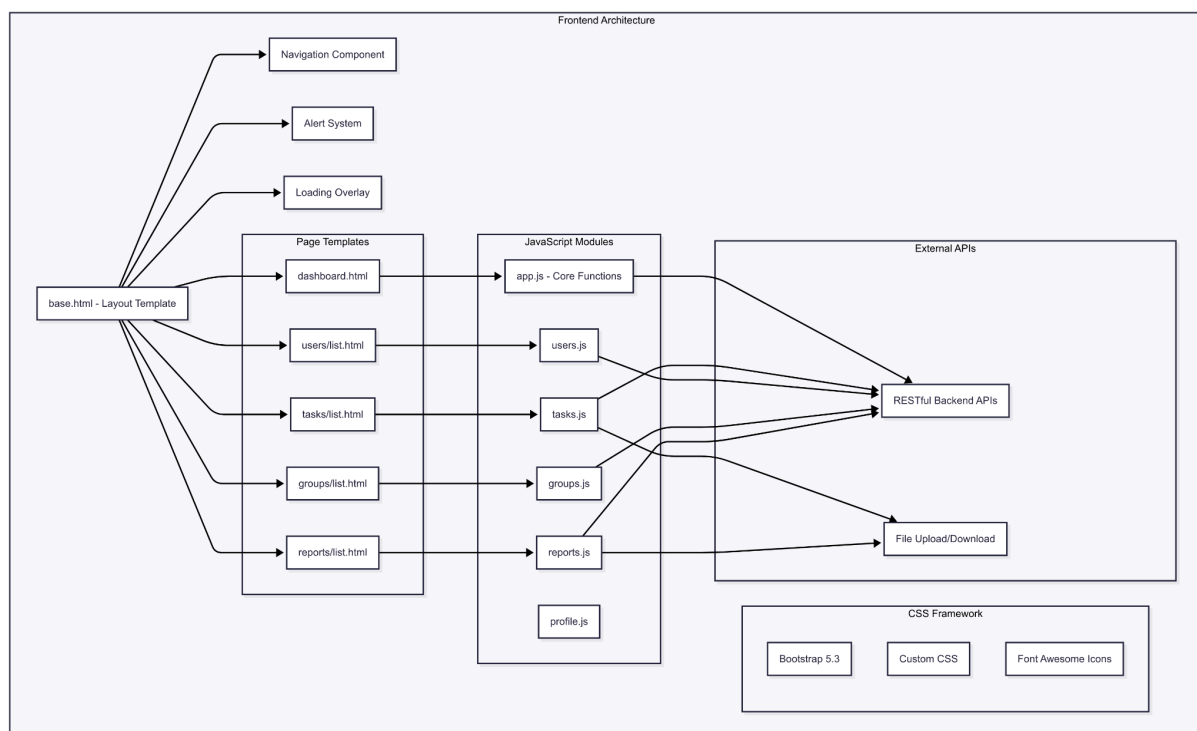 Frontend Architecture
Navigation Component
Alert System
Loading Overlay
base.html - Layout Template
Page Templates
dashboard.html
users/list.html
tasks/list.html
groups/list.html
reports/list.html
JavaScript Modules
app.js - Core Functions
users.js
tasks.js
groups.js
reports.js
profile.js
External APIs
RESTful Backend APIs
File Upload/Download
CSS Framework
Bootstrap 5.3
Custom CSS
Font Awesome Icons